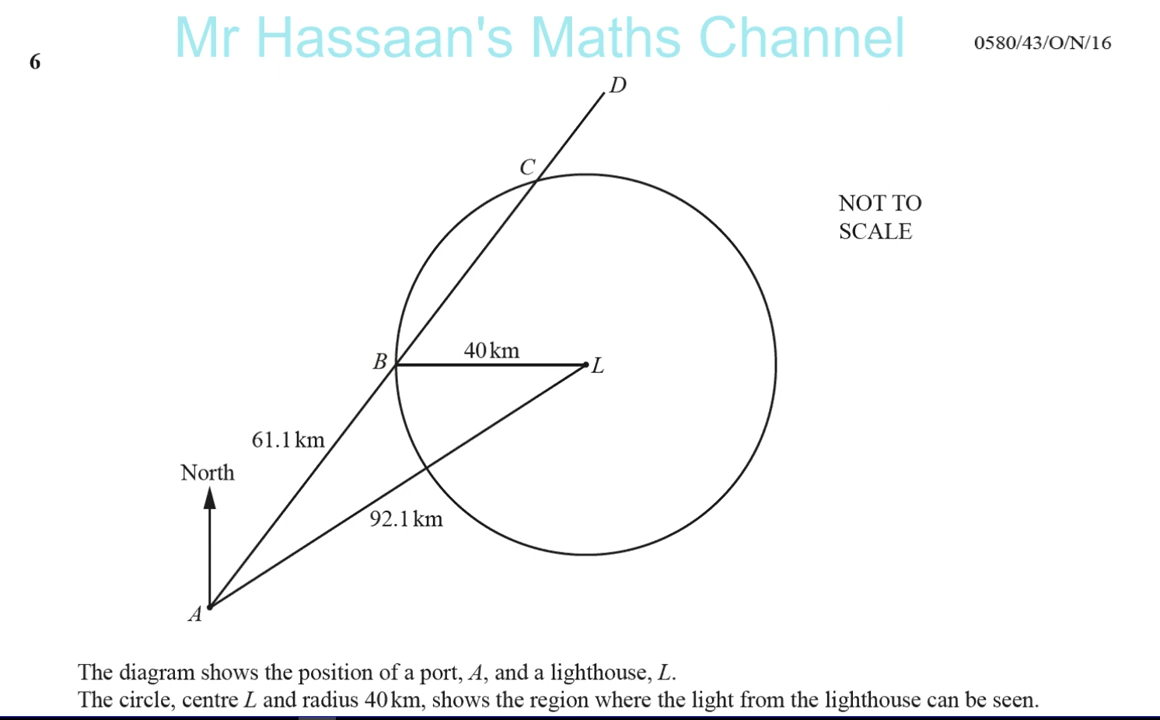 Mr Hassaan's Maths Channel
0580/43/O/N/16
6
D
C
NOT TO
SCALE
40 km
B
L
61.1 km
North
92.1 km
A
The diagram shows the position of a port, A, and a lighthouse, L.
The circle, centre L and radius 40 km, shows the region where the light from the lighthouse can be seen.